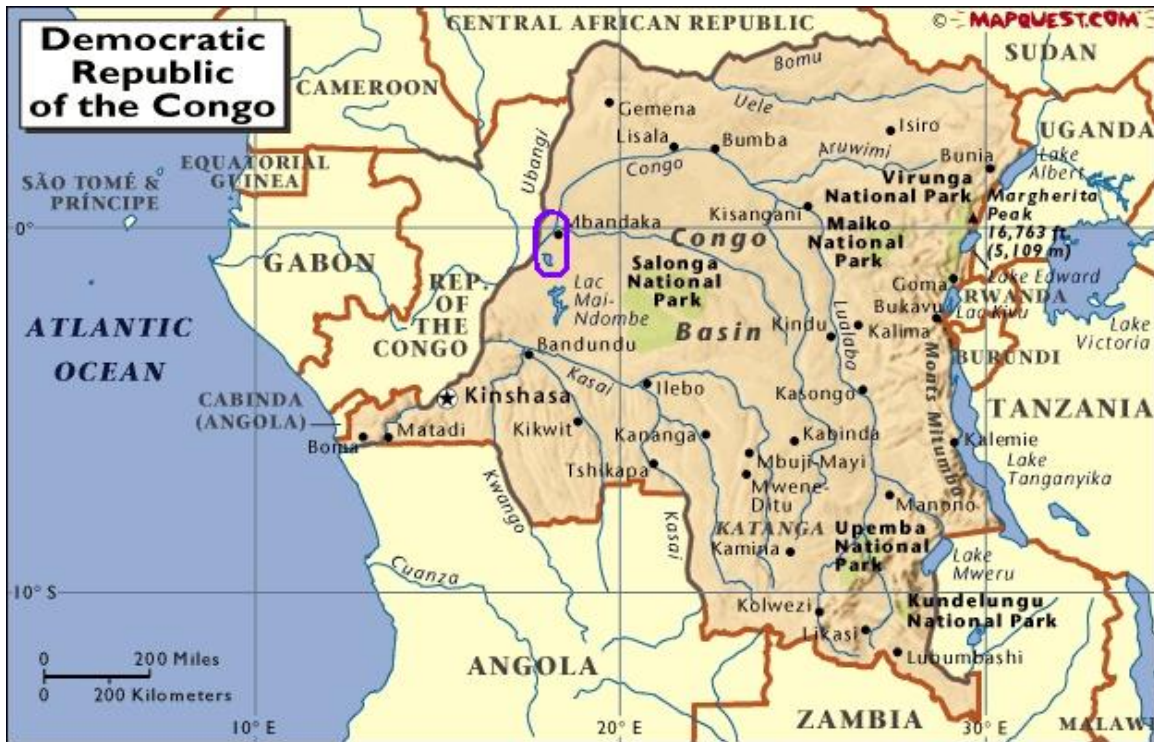 Democratic
Republic
of the Congo
©- MAPQUEST.COM™
CENTRAL AFRICAN REPUBLIC
SUDAN
CAMEROON
Bomu
Uele
Gemena
Lisala
Bumba
Isiro
UGANDA
EQUATORIAL
GUINEA
SÃO TOMÉ &
PRÍNCIPE
Ubangi
Congo
Aruwimi
Bunia
Lake
Albert
Virunga
National Park
Margherita
Peak
16,763 ft.
(5,109 m)
0°
Mbandaka
Kisangani
Maiko
National
Park
Congo
Basin
GABON
REP.
OF
THE
CONGO
Lac
Mai-
Ndombe
Salonga
National
Park
Goma
Lake Edward
Bukavu
RWANDA
Lac Kivu
Lake
Victoria
ATLANTIC
OCEAN
Kindu
Lualaba
Kalima
BURUNDI
Bandundu
Kasai
Ilebo
Kasongo
Monts Mitumba
TANZANIA
CABINDA
(ANGOLA)
Kinshasa
Boma
Matadi
Kikwit
Kananga
Kabinda
Kalemie
Lake
Tanganyika
Tshikapa
Mbuji-Mayi
Mwene-
Ditu
Manono
Kwango
Kasai
KATANGA
Upemba
National
Park
Kamina
Lake
Mweru
Cuanza
10° S
Kolwezi
Kundelungu
National Park
Likasi
Lubumbashi
0 200 Miles
0 200 Kilometers
ANGOLA
ZAMBIA
MALAWI
10° E
20° E
30° E